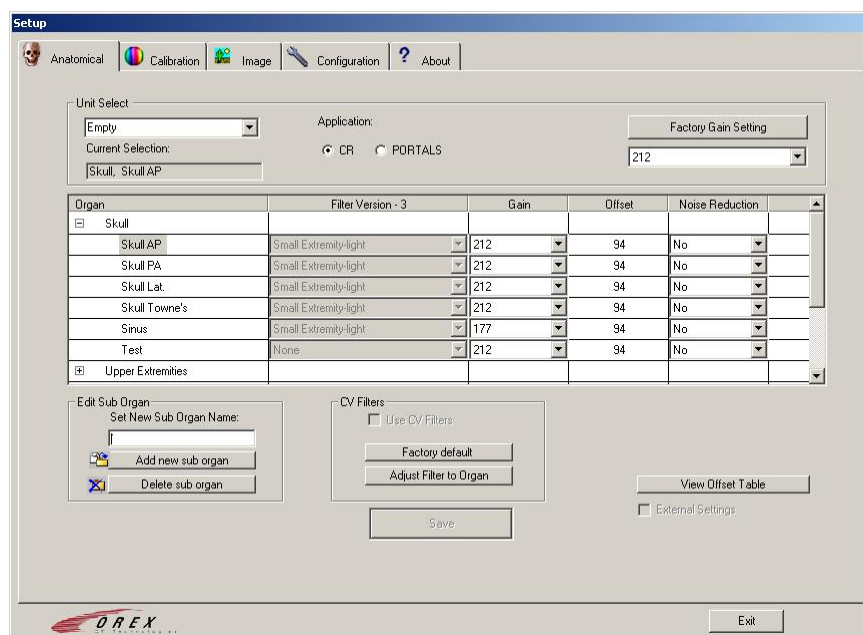 Setup
Anatomical Calibration Image Configuration ? About
Unit Select
Empty Application: Factory Gain Setting
Current Selection: CR PORTALS 212
Skull, Skull AP
Organ Filter Version - 3 Gain Offset Noise Reduction
Skull
Skull AP Small Extremity-light 212 94 No
Skull PA Small Extremity-light 212 94 No
Skull Lat. Small Extremity-light 212 94 No
Skull Towne's Small Extremity-light 212 94 No
Sinus Small Extremity-light 177 94 No
Test None 212 94 No
Upper Extremities
Edit Sub Organ CV Filters
Set New Sub Organ Name: Use CV Filters
Add new sub organ Factory default
Delete sub organ Adjust Filter to Organ View Offset Table
Save External Settings
OREX Exit